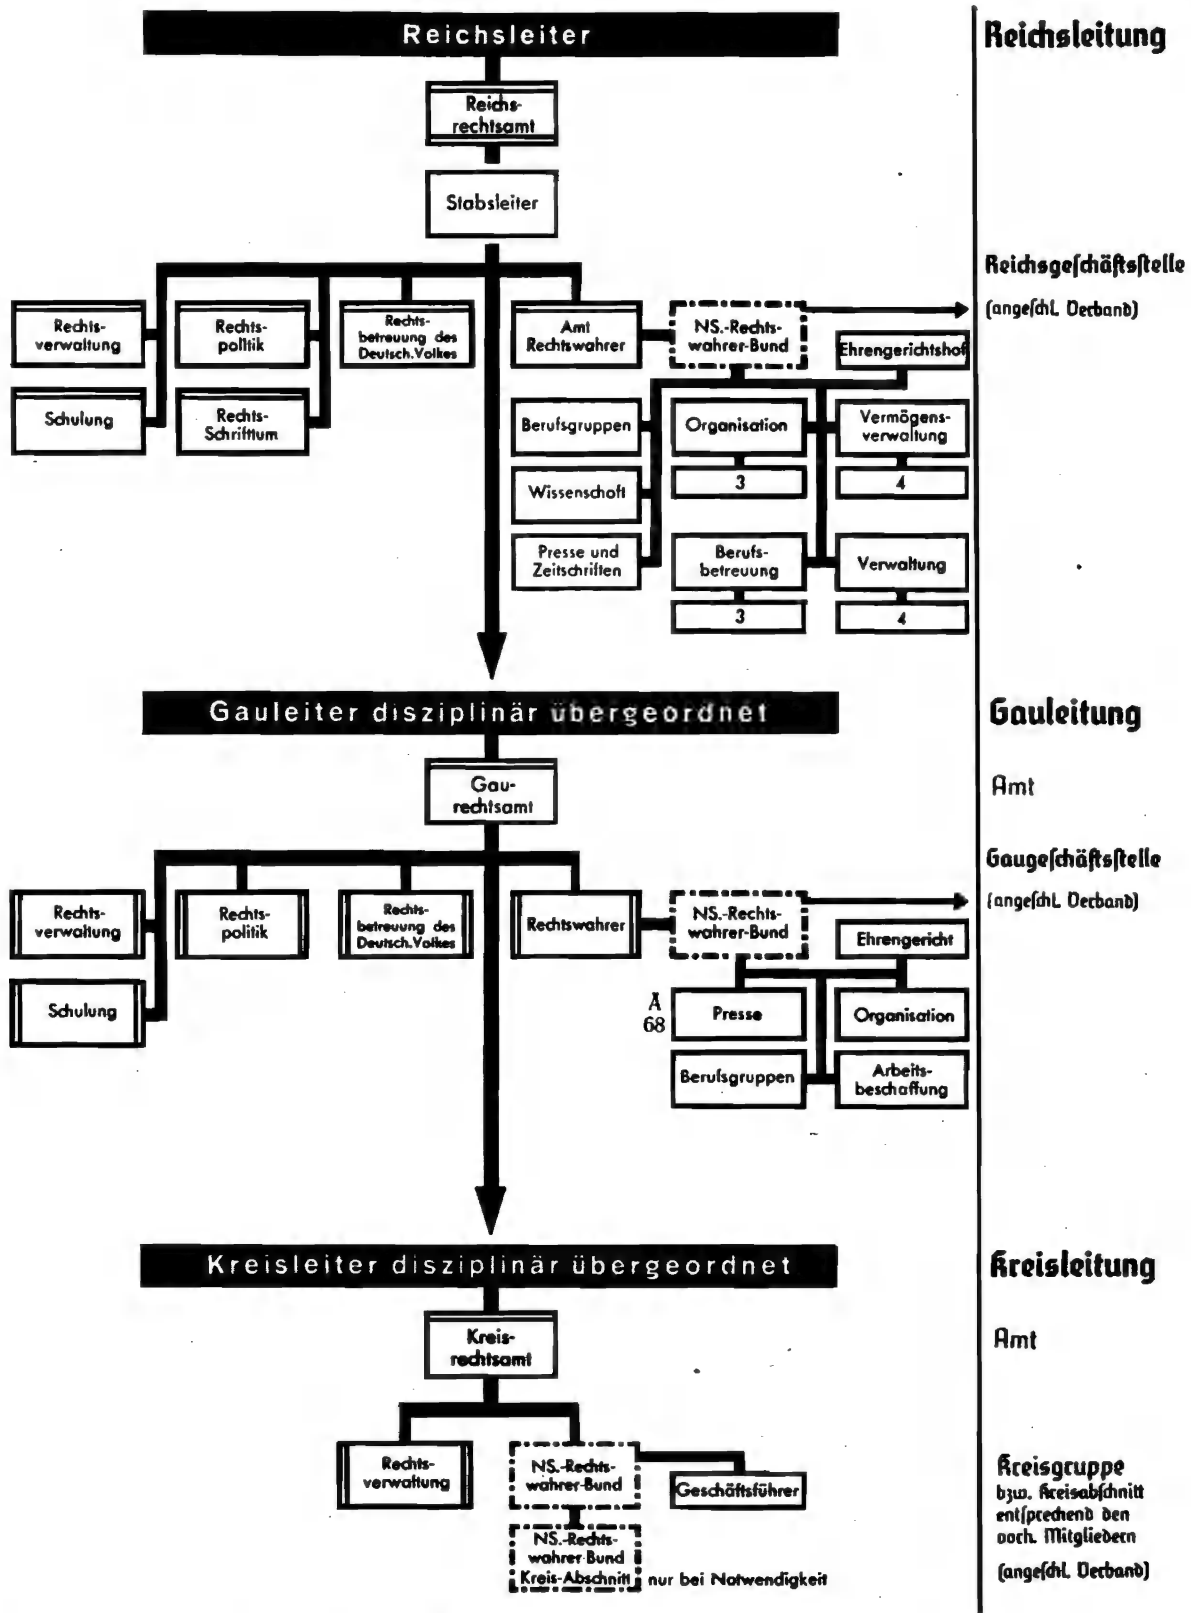 Reichsleiter
Reichsleitung
Reichs-
rechtsamt
Stabsleiter
Reichsgeschäftsstelle
(angeschl. Verband)
Rechts-
verwaltung
Rechts-
politik
Rechts-
betreuung des
Deutsch.Volkes
Amt
Rechtswahrer
NS.-Rechts-
wahrer-Bund
Ehrengerichtshof
Schulung
Rechts-
Schrifttum
Berufsgruppen
Organisation
3
Vermögens-
verwaltung
4
Wissenschaft
Presse und
Zeitschriften
Berufs-
betreuung
3
Verwaltung
4
Gauleiter disziplinär übergeordnet
Gauleitung
Gau-
rechtsamt
Amt
Gaugeschäftsstelle
(angeschl. Verband)
Rechts-
verwaltung
Rechts-
politik
Rechts-
betreuung des
Deutsch.Volkes
Rechtswahrer
NS.-Rechts-
wahrer-Bund
Ehrengericht
Schulung
Ä
68
Presse
Organisation
Berufsgruppen
Arbeits-
beschaffung
Kreisleiter disziplinär übergeordnet
Kreisleitung
Kreis-
rechtsamt
Amt
Rechts-
verwaltung
NS.-Rechts-
wahrer-Bund
Geschäftsführer
NS.-Rechts-
wahrer-Bund
Kreis-Abschnitt
nur bei Notwendigkeit
Kreisgruppe
bzw. Kreisabschnitt
entsprechend den
vorh. Mitgliedern
(angeschl. Verband)